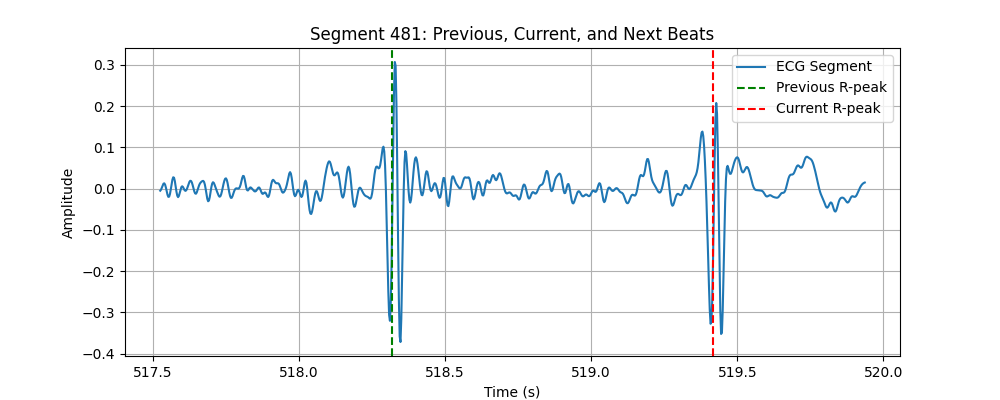 Segment 481: Previous, Current, and Next Beats
ECG Segment
Previous R-peak
Current R-peak
Amplitude
0.3
0.2
0.1
0.0
−0.1
−0.2
−0.3
−0.4
517.5 518.0 518.5 519.0 519.5 520.0
Time (s)